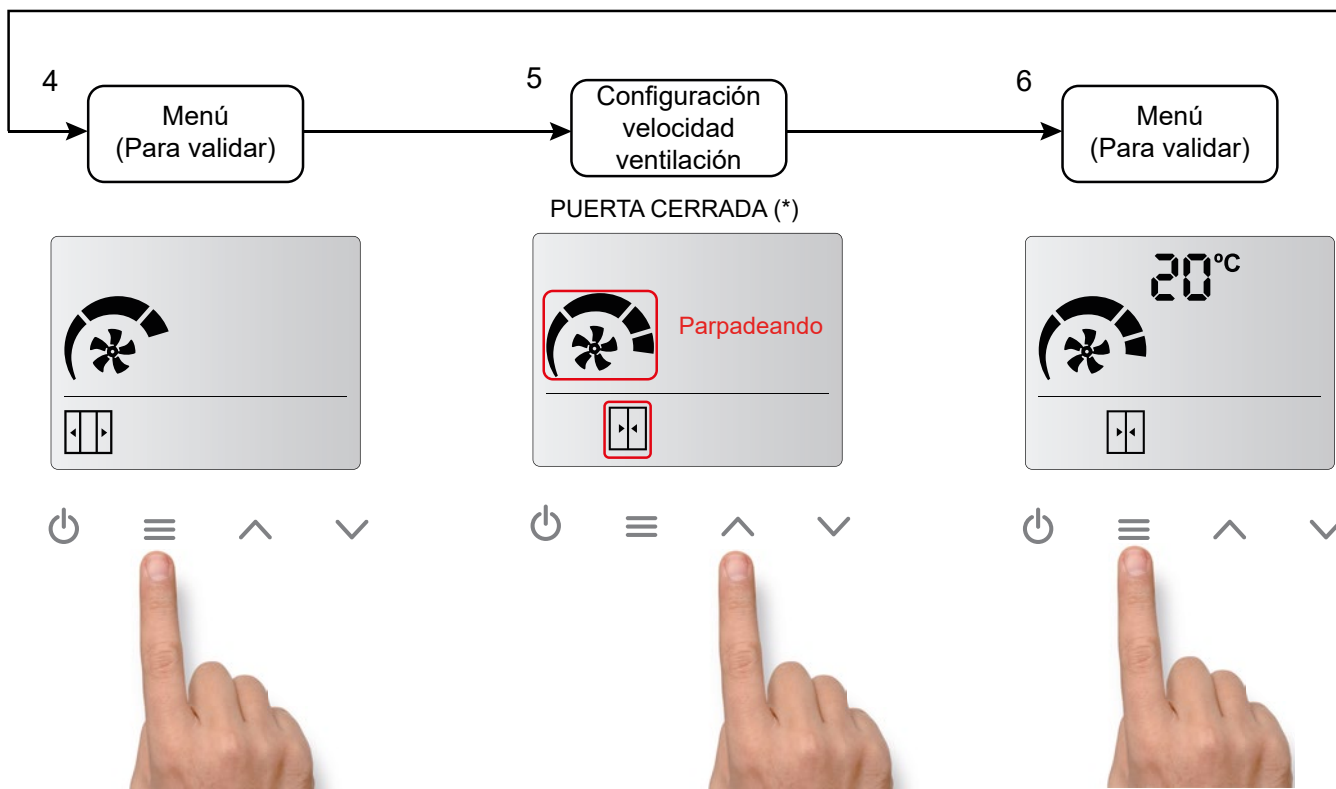 4
Menú
(Para validar)
5
Configuración
velocidad
ventilación
6
Menú
(Para validar)
PUERTA CERRADA (*)
Parpadeando
20°C